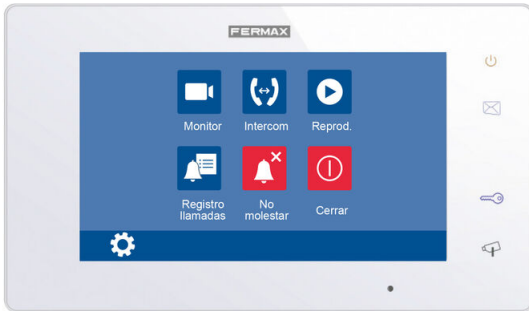 FERMAX
Monitor
Intercom
Reprod.
Registro
llamadas
No
molestar
Cerrar